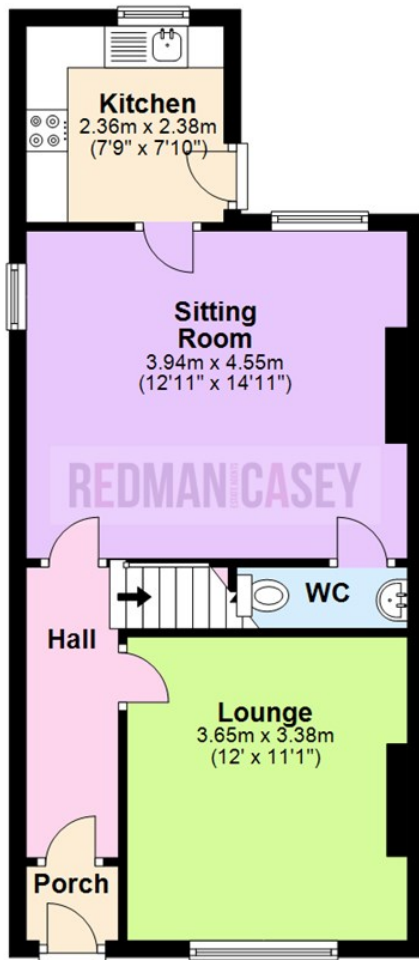 Kitchen
2.36m x 2.38m
(7'9" x 7'10")
Sitting
Room
3.94m x 4.55m
(12'11" x 14'11")
REDMAN CASEY
WC
Hall
Lounge
3.65m x 3.38m
(12' x 11'1")
Porch